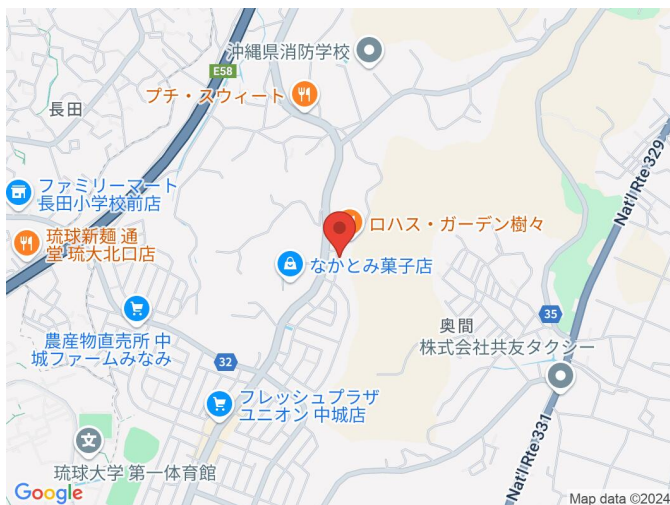 沖縄県消防学校
E58
プチ・スウィート
長田
ファミリーマート
長田小学校前店
Nat'l Rte 329
ロハス・ガーデン樹々
琉球新麺 通
堂 琉大北口店
なかとみ菓子店
農産物直売所 中
城ファームみなみ
35
奥間
株式会社共友タクシー
32
フレッシュプラザ
ユニオン 中城店
文
琉球大学 第一体育館
Nat'l Rte 331
Google
Map data ©2024